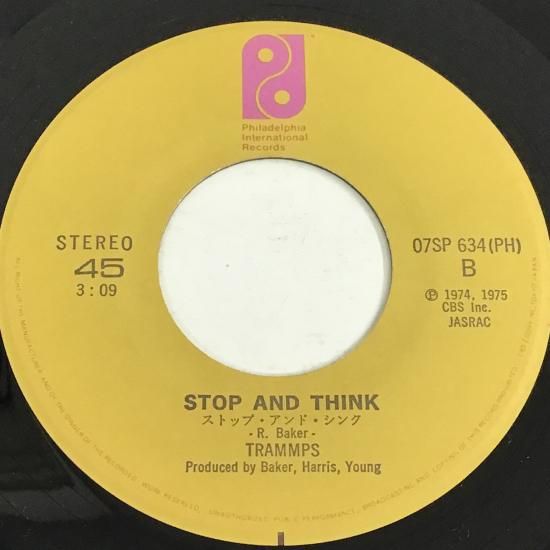 Philadelphia
International
Records
STEREO
45
3:09
07SP 634(PH)
B
Ⓟ 1974, 1975
CBS Inc.
JASRAC
STOP AND THINK
ストップ・アンド・シンク
- R. Baker -
TRAMMPS
Produced by Baker, Harris, Young